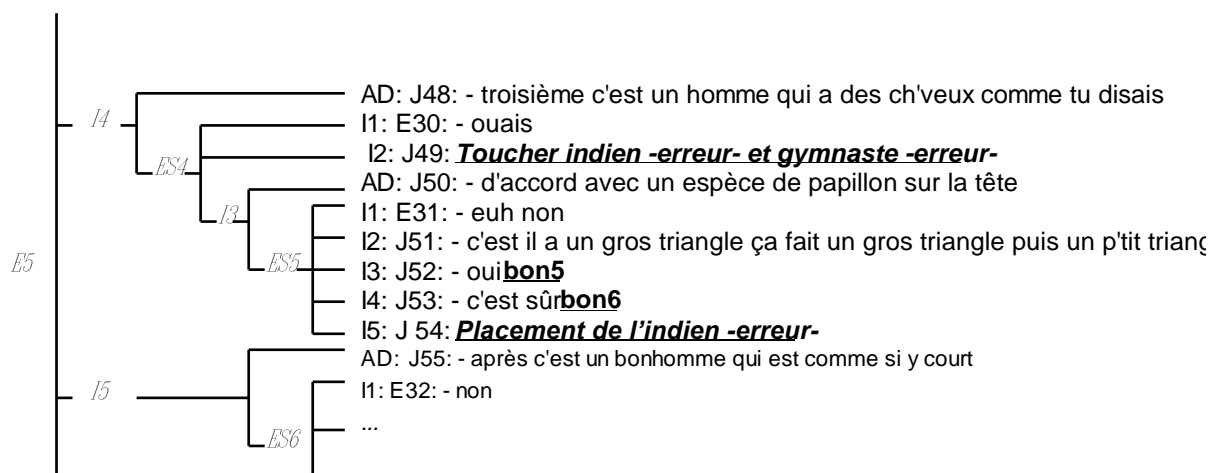 AD: J48: - troisième c'est un homme qui a des ch'veux comme tu disais
I4
I1: E30: - ouais
ES4
I2: J49: Toucher indien -erreur- et gymnaste -erreur-
AD: J50: - d'accord avec un espèce de papillon sur la tête
I3
I1: E31: - euh non
I2: J51: - c'est il a un gros triangle ça fait un gros triangle puis un p'tit triang
E5
ES5
I3: J52: - oui bon5
I4: J53: - c'est sûr bon6
I5: J 54: Placement de l'indien -erreur-
AD: J55: - après c'est un bonhomme qui est comme si y court
I5
I1: E32: - non
ES6
...